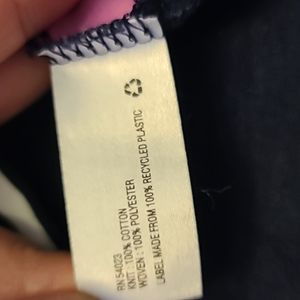 RN 54023
KNIT : 100% COTTON
WOVEN : 100% POLYESTER
LABEL MADE FROM 100% RECYCLED PLASTIC